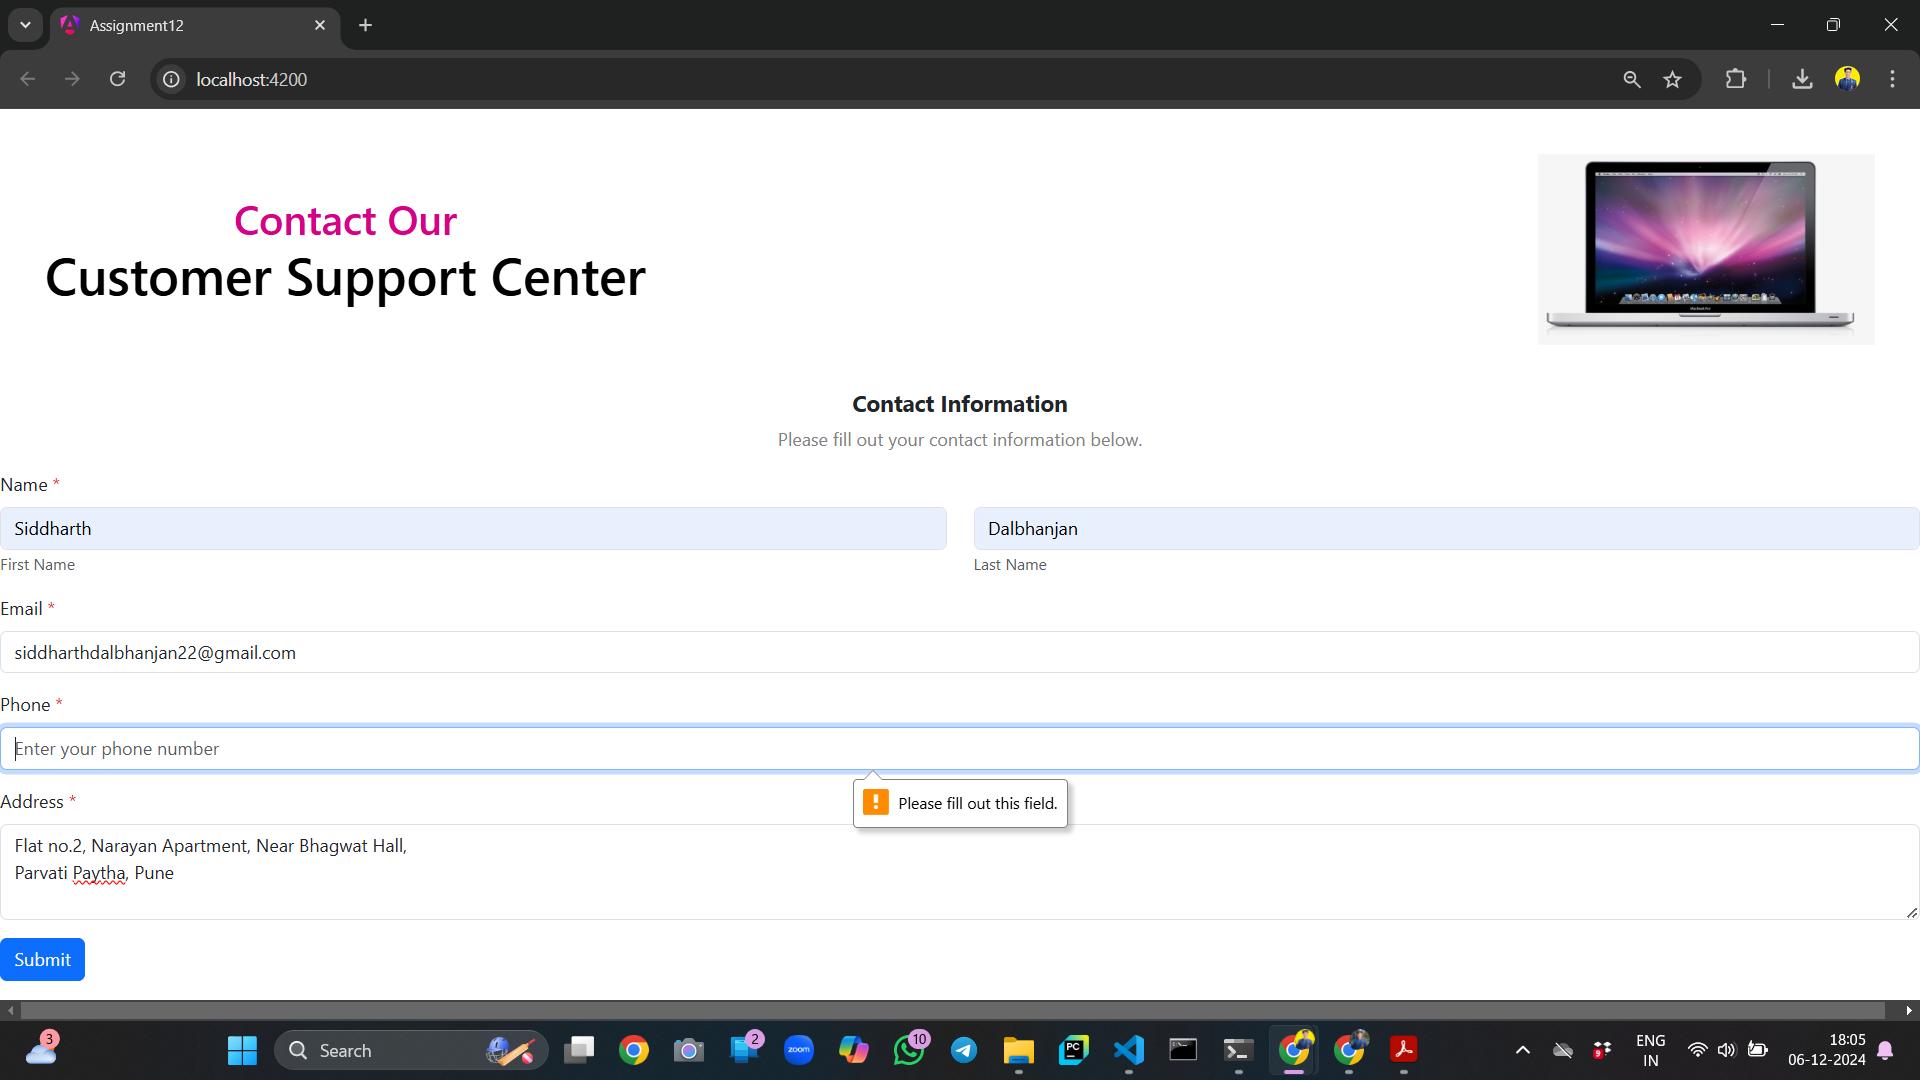 Assignment12
localhost:4200
Contact Our
Customer Support Center
Contact Information
Please fill out your contact information below.
Name *
Siddharth
Dalbhanjan
First Name
Last Name
Email *
siddharthdalbhanjan22@gmail.com
Phone *
Enter your phone number
Please fill out this field.
Address *
Flat no.2, Narayan Apartment, Near Bhagwat Hall,
Parvati Paytha, Pune
Submit
3
Search
2
zoom
10
PC
9
ENG
IN
18:05
06-12-2024